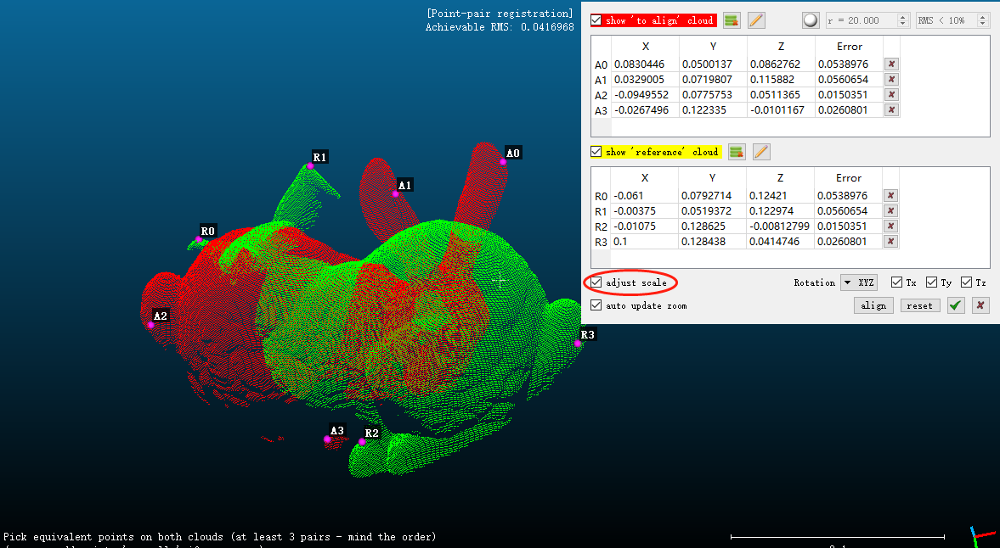 [Point-pair registration]
Achievable RMS: 0.0416968
show 'to align' cloud
r = 20.000
RMS < 10%
X Y Z Error
A0 0.0830446 0.0500137 0.0862762 0.0538976
A1 0.0329005 0.0719807 0.115882 0.0560654
A2 -0.0949552 0.0775753 0.0511365 0.0150351
A3 -0.0267496 0.122335 -0.0101167 0.0260801
show 'reference' cloud
X Y Z Error
R0 -0.061 0.0792714 0.12421 0.0538976
R1 -0.00375 0.0519372 0.122974 0.0560654
R2 -0.01075 0.128625 -0.00812799 0.0150351
R3 0.1 0.128438 0.0414746 0.0260801
adjust scale
Rotation XYZ Tx Ty Tz
auto update zoom
align reset
R1
A0
A1
R0
A2
R3
A3
R2
Pick equivalent points on both clouds (at least 3 pairs - mind the order)